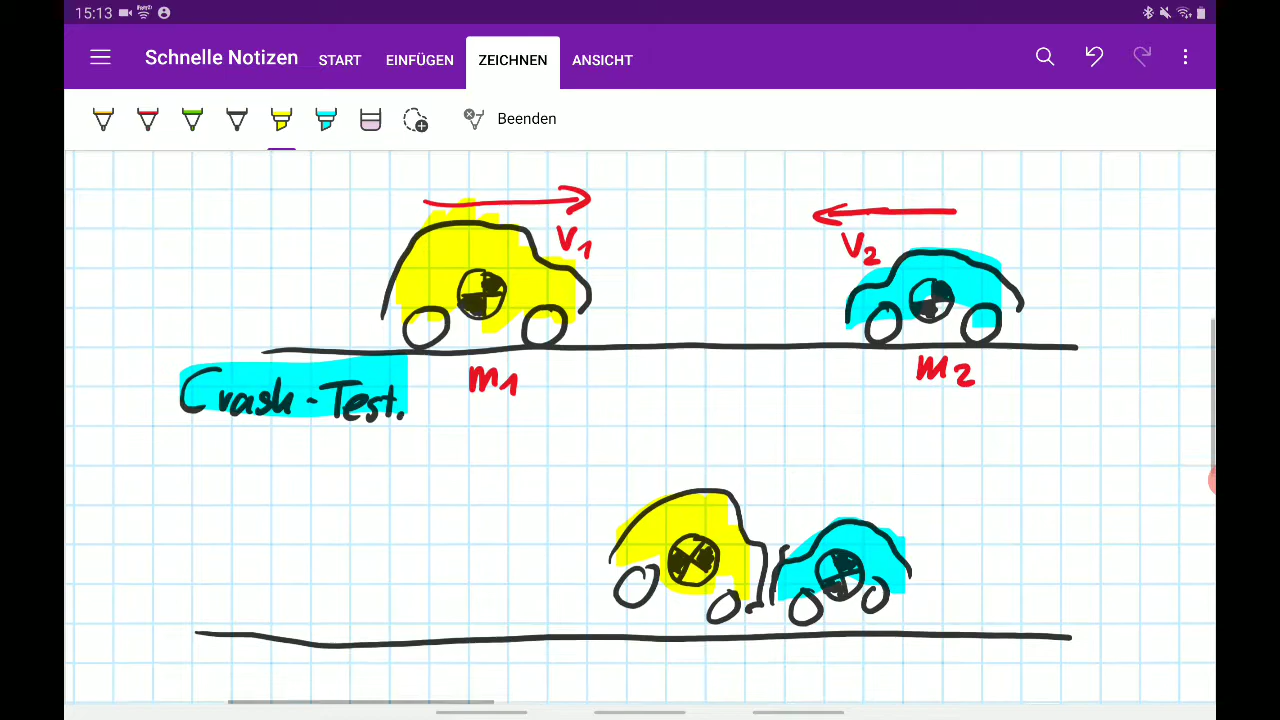 15:13
Schnelle Notizen START EINFÜGEN ZEICHNEN ANSICHT
Beenden
V1
V2
m1
m2
Crash-Test.